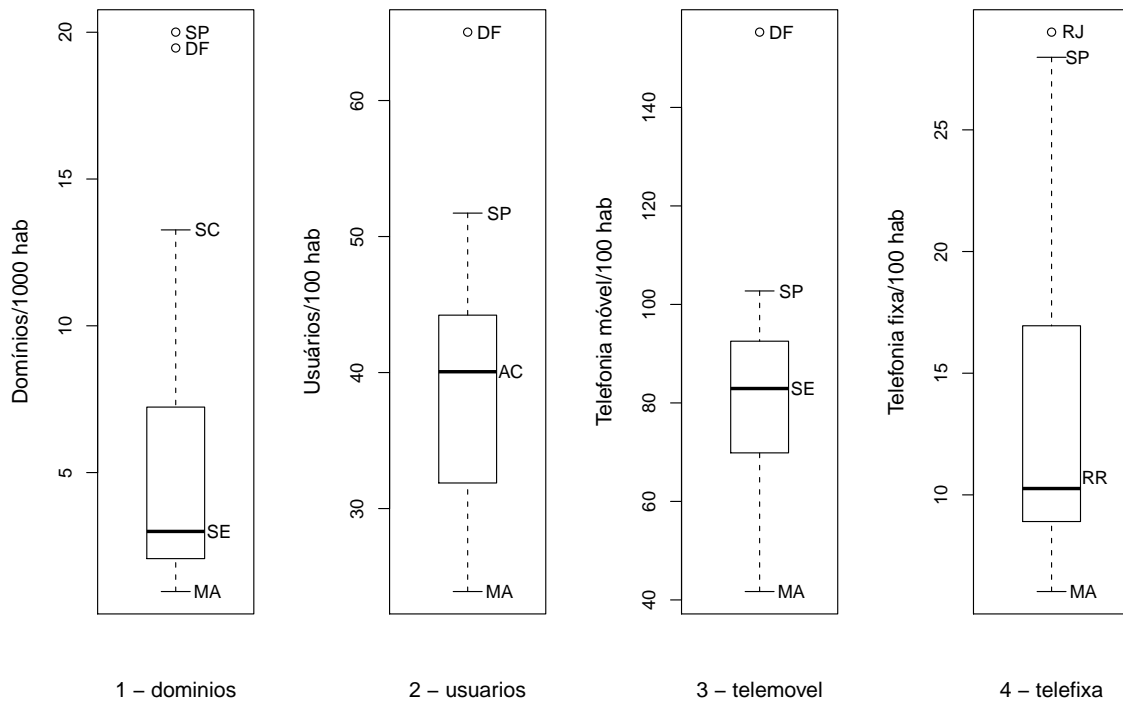 Domínios/1000 hab
20
15
10
5
SP
DF
SC
SE
MA
1 − dominios
Usuários/100 hab
60
50
40
30
DF
SP
AC
MA
2 − usuarios
Telefonia móvel/100 hab
140
120
100
80
60
40
DF
SP
SE
MA
3 − telemovel
Telefonia fixa/100 hab
25
20
15
10
RJ
SP
RR
MA
4 − telefixa